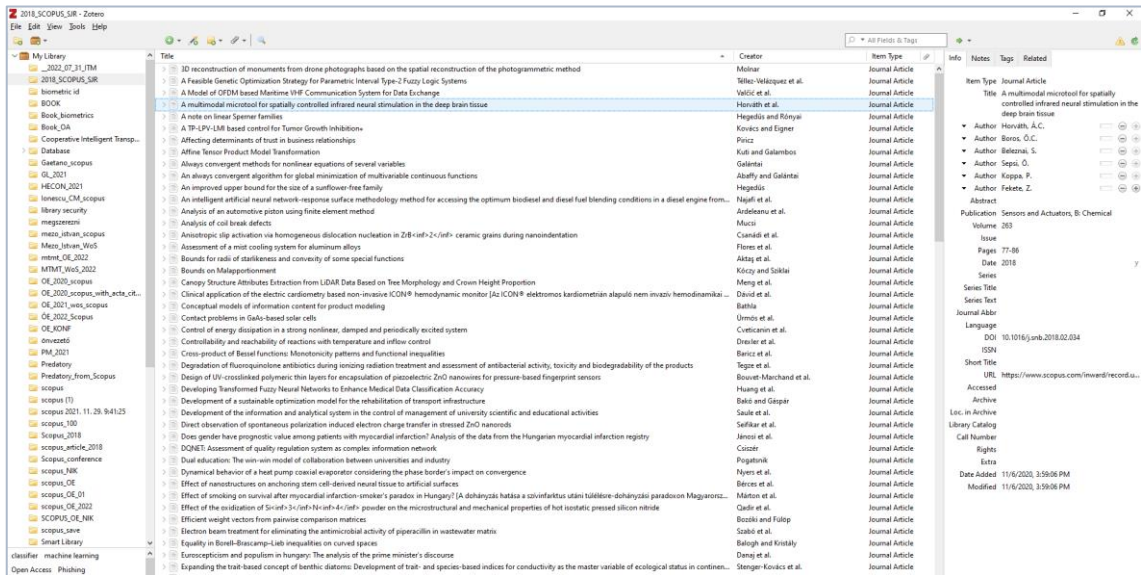 2018_SCOPUS_SJR - Zotero
File Edit View Tools Help
All Fields & Tags
My Library
__2022_07_31_ITM
2018_SCOPUS_SJR
biometric id
BOOK
Book_biometrics
Book_OA
Cooperative Intelligent Transp...
Database
Gaetano_scopus
GL_2021
HECON_2021
Ionescu_CM_scopus
library security
megszerezni
mezo_istvan_scopus
Mezo_Istvan_WoS
mtmt_OE_2022
MTMT_WoS_2022
OE_2020_scopus
OE_2020_scopus_with_acta_cit...
OE_2021_wos_scopus
ÓE_2022_Scopus
OE_KONF
önvezető
PM_2021
Predatory
Predatory_from_Scopus
scopus
scopus (1)
scopus 2021. 11. 29. 9:41:25
scopus_100
Scopus_2018
scopus_article_2018
Scopus_conference
scopus_NIK
scopus_OE
scopus_OE_01
scopus_OE_2022
SCOPUS_OE_NIK
scopus_save
Smart Library
classifier machine learning
Open Access Phishing
Title Creator Item Type
3D reconstruction of monuments from drone photographs based on the spatial reconstruction of the photogrammetric method Molnar Journal Article
A Feasible Genetic Optimization Strategy for Parametric Interval Type-2 Fuzzy Logic Systems Téllez-Velázquez et al. Journal Article
A Model of OFDM based Maritime VHF Communication System for Data Exchange Valčić et al. Journal Article
A multimodal microtool for spatially controlled infrared neural stimulation in the deep brain tissue Horváth et al. Journal Article
A note on linear Sperner families Hegedüs and Rónyai Journal Article
A TP-LPV-LMI based control for Tumor Growth Inhibition∗ Kovács and Eigner Journal Article
Affecting determinants of trust in business relationships Piricz Journal Article
Affine Tensor Product Model Transformation Kuti and Galambos Journal Article
Always convergent methods for nonlinear equations of several variables Galántai Journal Article
An always convergent algorithm for global minimization of multivariable continuous functions Abaffy and Galántai Journal Article
An improved upper bound for the size of a sunflower-free family Hegedüs Journal Article
An intelligent artificial neural network-response surface methodology method for accessing the optimum biodiesel and diesel fuel blending conditions in a diesel engine from... Najafi et al. Journal Article
Analysis of an automotive piston using finite element method Ardeleanu et al. Journal Article
Analysis of coil break defects Mucsi Journal Article
Anisotropic slip activation via homogeneous dislocation nucleation in ZrB<inf>2</inf> ceramic grains during nanoindentation Csanádi et al. Journal Article
Assessment of a mist cooling system for aluminum alloys Flores et al. Journal Article
Bounds for radii of starlikeness and convexity of some special functions Aktaş et al. Journal Article
Bounds on Malapportionment Kóczy and Sziklai Journal Article
Canopy Structure Attributes Extraction from LiDAR Data Based on Tree Morphology and Crown Height Proportion Meng et al. Journal Article
Clinical application of the electric cardiometry based non-invasive ICON® hemodynamic monitor [Az ICON® elektromos kardiometrián alapuló nem invazív hemodinamikai ... Dávid et al. Journal Article
Conceptual models of information content for product modeling Bathla Journal Article
Contact problems in GaAs-based solar cells Ürmös et al. Journal Article
Control of energy dissipation in a strong nonlinear, damped and periodically excited system Cveticanin et al. Journal Article
Controllability and reachability of reactions with temperature and inflow control Drexler et al. Journal Article
Cross-product of Bessel functions: Monotonicity patterns and functional inequalities Baricz et al. Journal Article
Degradation of fluoroquinolone antibiotics during ionizing radiation treatment and assessment of antibacterial activity, toxicity and biodegradability of the products Tegze et al. Journal Article
Design of UV-crosslinked polymeric thin layers for encapsulation of piezoelectric ZnO nanowires for pressure-based fingerprint sensors Bouvet-Marchand et al. Journal Article
Developing Transformed Fuzzy Neural Networks to Enhance Medical Data Classification Accuracy Huang et al. Journal Article
Development of a sustainable optimization model for the rehabilitation of transport infrastructure Bakó and Gáspár Journal Article
Development of the information and analytical system in the control of management of university scientific and educational activities Saule et al. Journal Article
Direct observation of spontaneous polarization induced electron charge transfer in stressed ZnO nanorods Seifikar et al. Journal Article
Does gender have prognostic value among patients with myocardial infarction? Analysis of the data from the Hungarian myocardial infarction registry Jánosi et al. Journal Article
DQNET: Assessment of quality regulation system as complex information network Csiszér Journal Article
Dual education: The win-win model of collaboration between universities and industry Pogatsnik Journal Article
Dynamical behavior of a heat pump coaxial evaporator considering the phase border's impact on convergence Nyers et al. Journal Article
Effect of nanostructures on anchoring stem cell-derived neural tissue to artificial surfaces Bérces et al. Journal Article
Effect of smoking on survival after myocardial infarction-smoker's paradox in Hungary? [A dohányzás hatása a szívinfarktus utáni túlélésre-dohányzási paradoxon Magyarorsz... Márton et al. Journal Article
Effect of the oxidization of Si<inf>3</inf>N<inf>4</inf> powder on the microstructural and mechanical properties of hot isostatic pressed silicon nitride Qadir et al. Journal Article
Efficient weight vectors from pairwise comparison matrices Bozóki and Fülöp Journal Article
Electron beam treatment for eliminating the antimicrobial activity of piperacillin in wastewater matrix Szabó et al. Journal Article
Equality in Borell–Brascamp–Lieb inequalities on curved spaces Balogh and Kristály Journal Article
Euroscepticism and populism in hungary: The analysis of the prime minister's discourse Danaj et al. Journal Article
Expanding the trait-based concept of benthic diatoms: Development of trait- and species-based indices for conductivity as the master variable of ecological status in continen... Stenger-Kovács et al. Journal Article
Info Notes Tags Related
Item Type Journal Article
Title A multimodal microtool for spatially
controlled infrared neural stimulation in the
deep brain tissue
Author Horváth, Á.C.
Author Boros, Ö.C.
Author Beleznai, S.
Author Sepsi, Ö.
Author Koppa, P.
Author Fekete, Z.
Abstract
Publication Sensors and Actuators, B: Chemical
Volume 263
Issue
Pages 77-86
Date 2018 y
Series
Series Title
Series Text
Journal Abbr
Language
DOI 10.1016/j.snb.2018.02.034
ISSN
Short Title
URL https://www.scopus.com/inward/record.u...
Accessed
Archive
Loc. in Archive
Library Catalog
Call Number
Rights
Extra
Date Added 11/6/2020, 3:59:06 PM
Modified 11/6/2020, 3:59:06 PM